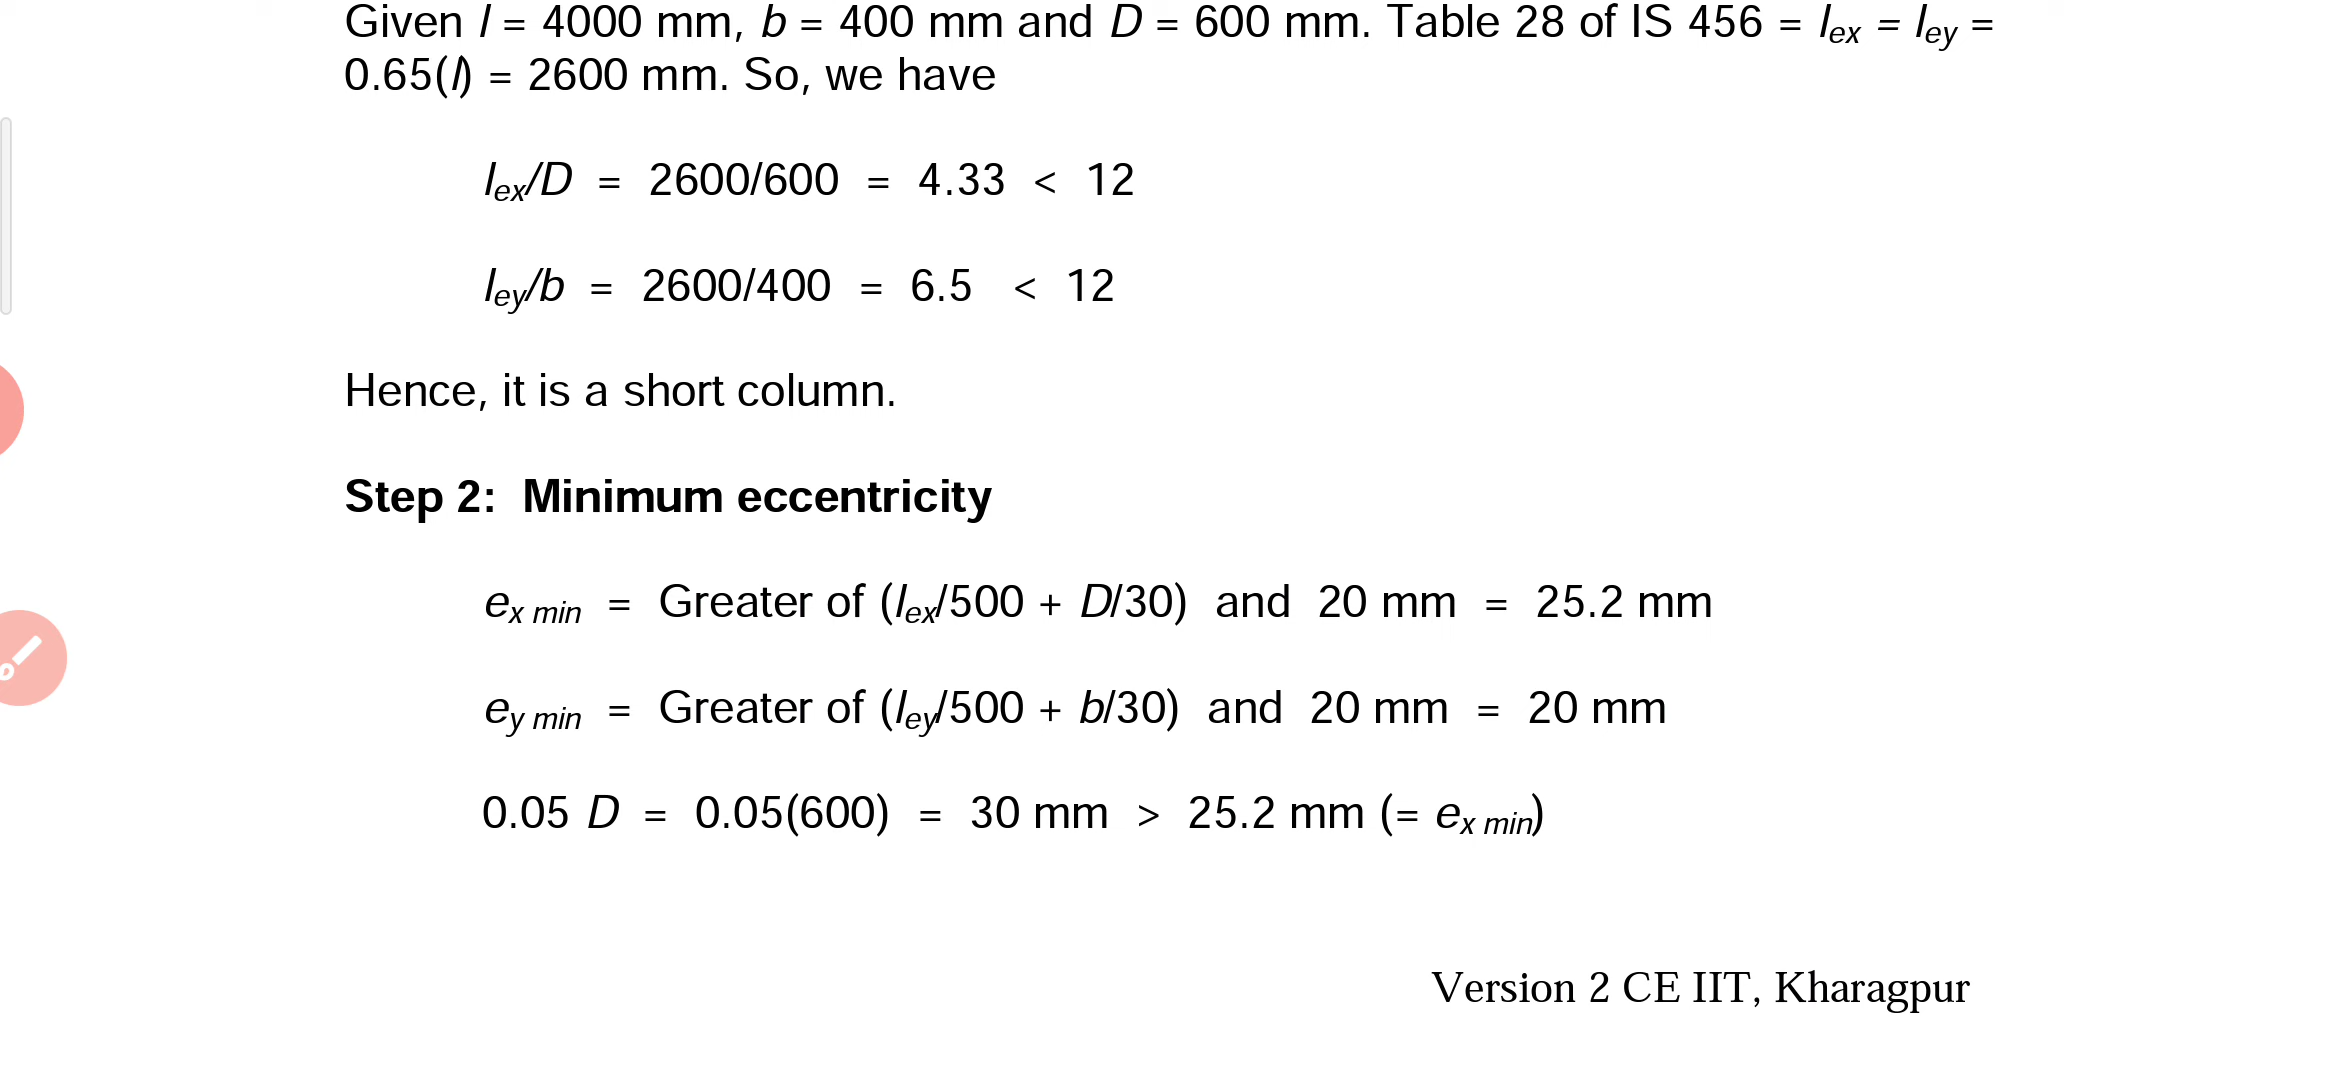 Given l = 4000 mm, b = 400 mm and D = 600 mm. Table 28 of IS 456 = lex = ley =
0.65(l) = 2600 mm. So, we have
lex/D = 2600/600 = 4.33 < 12
ley/b = 2600/400 = 6.5 < 12
Hence, it is a short column.
Step 2: Minimum eccentricity
ex min = Greater of (lex/500 + D/30) and 20 mm = 25.2 mm
ey min = Greater of (ley/500 + b/30) and 20 mm = 20 mm
0.05 D = 0.05(600) = 30 mm > 25.2 mm (= ex min)
Version 2 CE IIT, Kharagpur